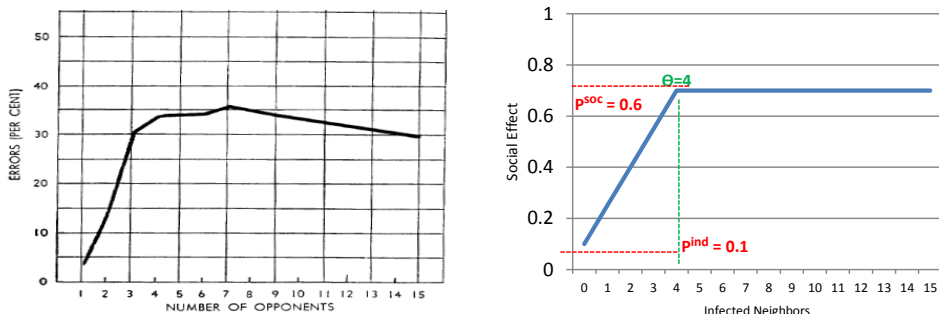 50
40
30
20
10
0
ERRORS (PER CENT)
1 2 3 4 5 6 7 8 9 10 11 12 13 14 15
NUMBER OF OPPONENTS
1
0.8
0.6
0.4
0.2
0
Social Effect
Θ=4
P^soc = 0.6
P^ind = 0.1
0 1 2 3 4 5 6 7 8 9 10 11 12 13 14 15
Infected Neighbors